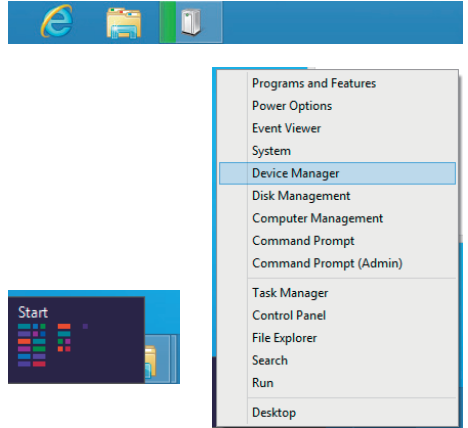 Programs and Features
Power Options
Event Viewer
System
Device Manager
Disk Management
Computer Management
Command Prompt
Command Prompt (Admin)
Task Manager
Control Panel
File Explorer
Search
Run
Desktop
Start